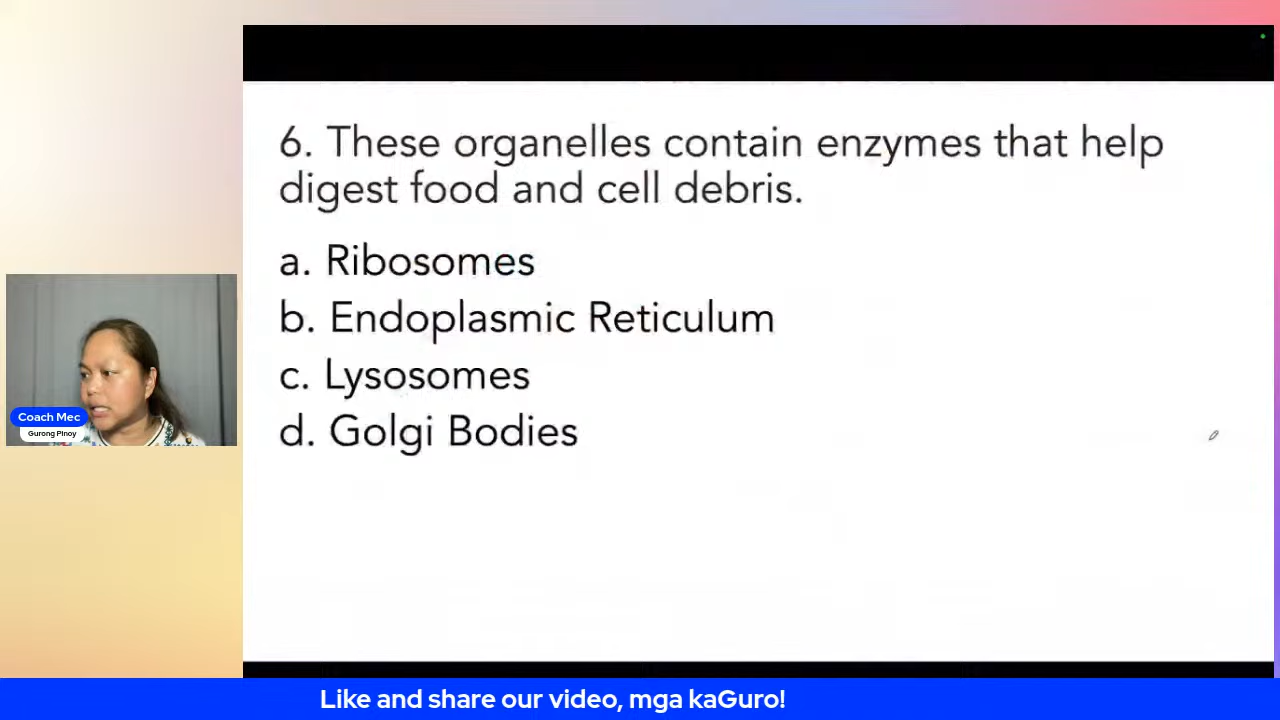 6. These organelles contain enzymes that help
digest food and cell debris.
a. Ribosomes
b. Endoplasmic Reticulum
c. Lysosomes
d. Golgi Bodies
Coach Mec
Gurong Pinoy
Like and share our video, mga kaGuro!